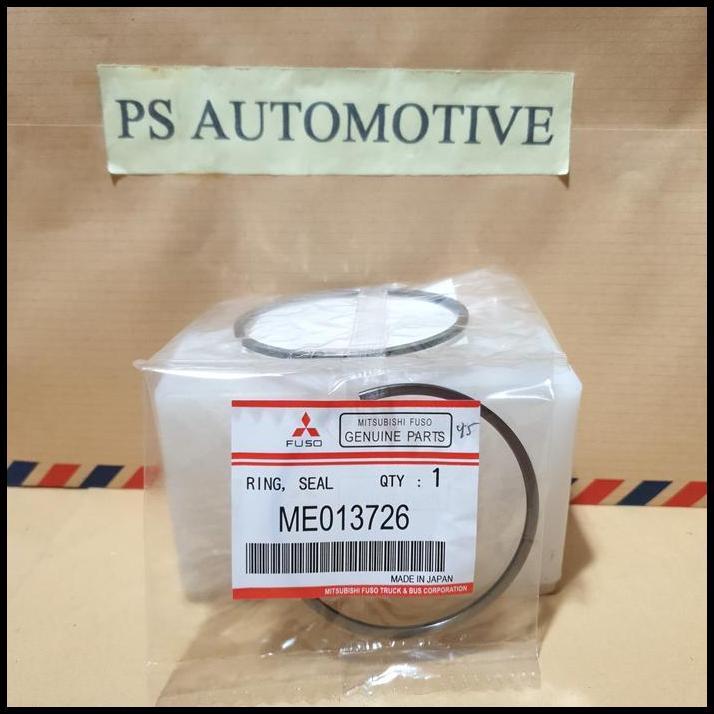 PS AUTOMOTIVE
FUSO
MITSUBISHI FUSO
GENUINE PARTS
45
RING, SEAL QTY : 1
ME013726
MADE IN JAPAN
MITSUBISHI FUSO TRUCK & BUS CORPORATION